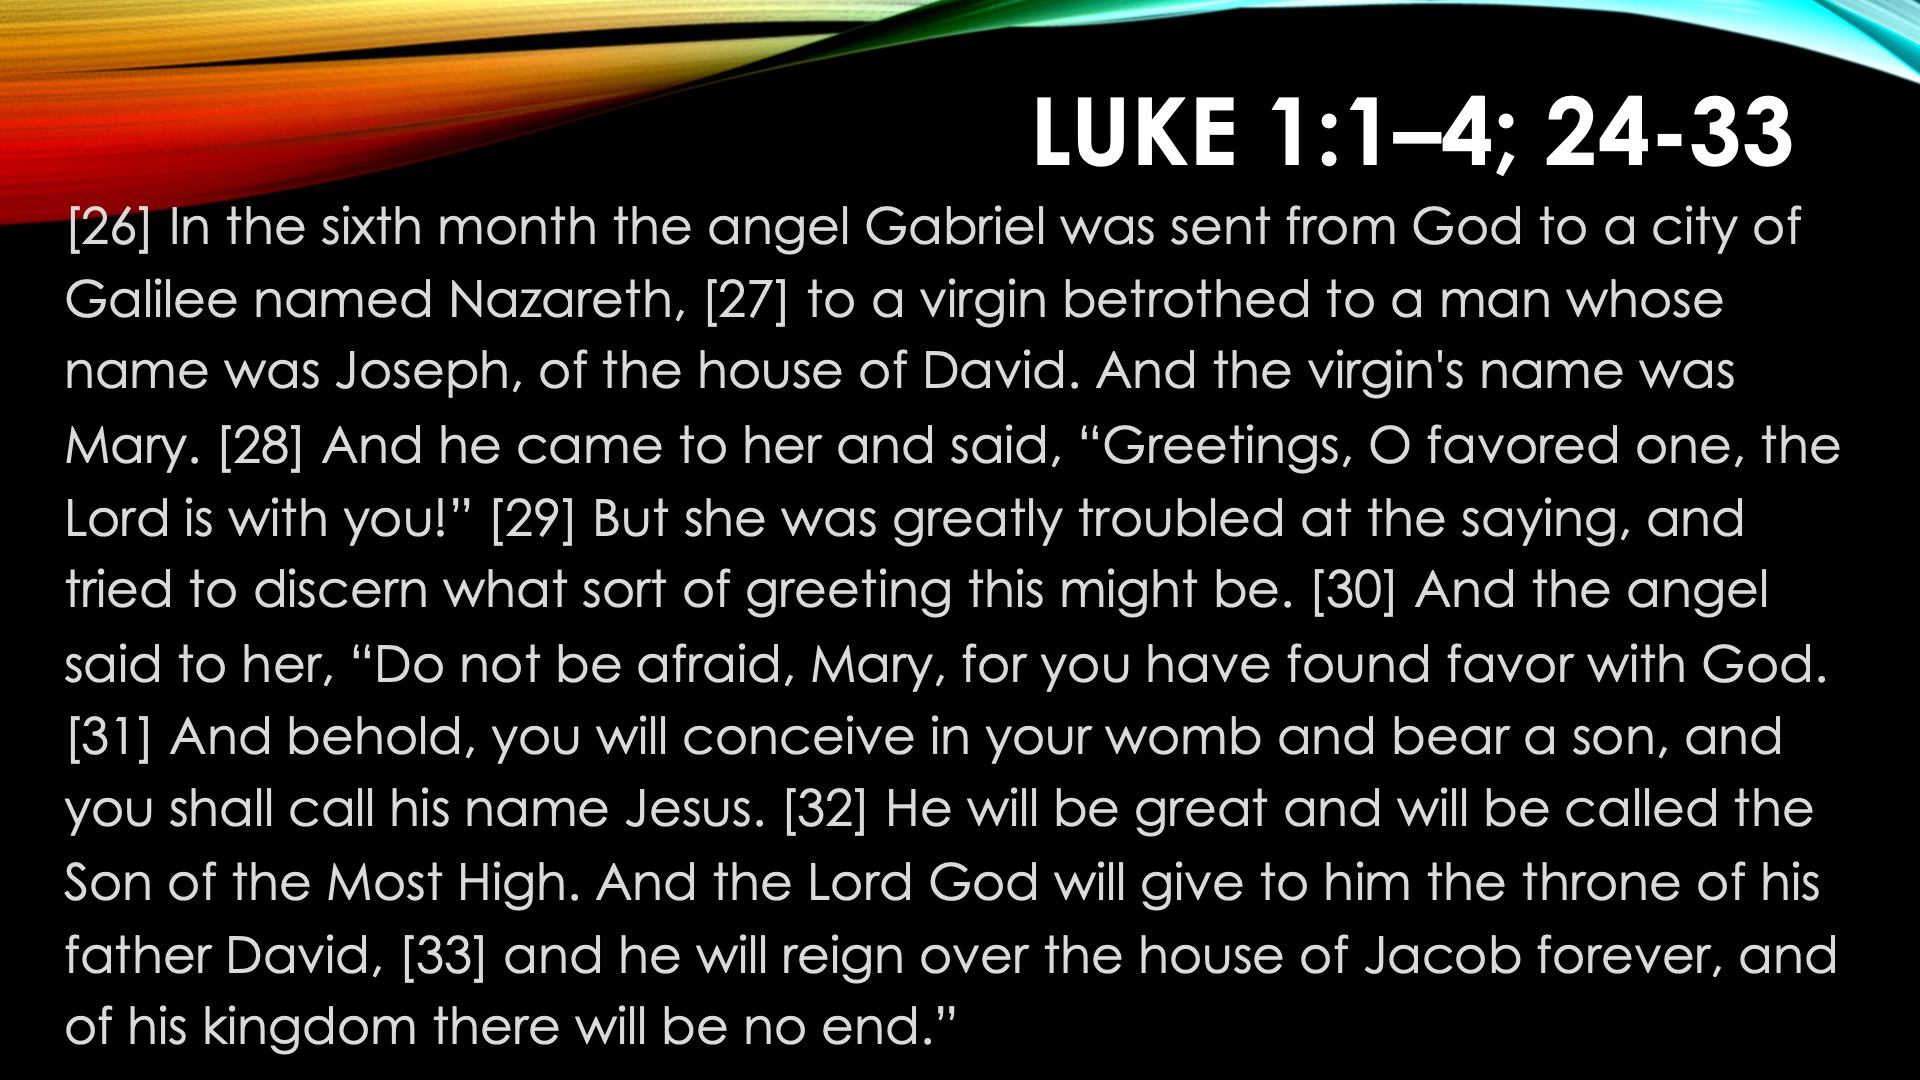 LUKE 1:1–4; 24-33
[26] In the sixth month the angel Gabriel was sent from God to a city of
Galilee named Nazareth, [27] to a virgin betrothed to a man whose
name was Joseph, of the house of David. And the virgin's name was
Mary. [28] And he came to her and said, “Greetings, O favored one, the
Lord is with you!” [29] But she was greatly troubled at the saying, and
tried to discern what sort of greeting this might be. [30] And the angel
said to her, “Do not be afraid, Mary, for you have found favor with God.
[31] And behold, you will conceive in your womb and bear a son, and
you shall call his name Jesus. [32] He will be great and will be called the
Son of the Most High. And the Lord God will give to him the throne of his
father David, [33] and he will reign over the house of Jacob forever, and
of his kingdom there will be no end.”